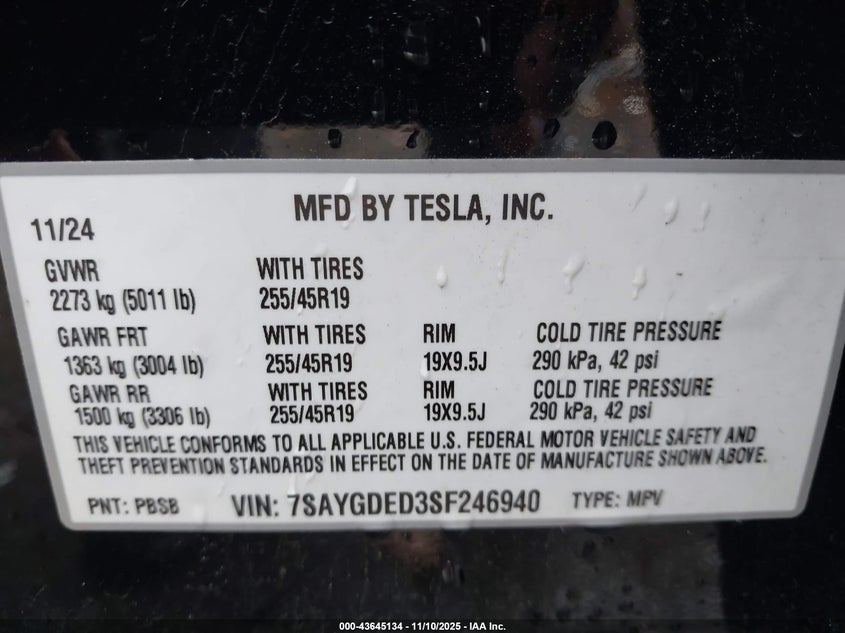 MFD BY TESLA, INC.
11/24
GVWR WITH TIRES
2273 kg (5011 lb) 255/45R19
GAWR FRT WITH TIRES RIM COLD TIRE PRESSURE
1363 kg (3004 lb) 255/45R19 19X9.5J 290 kPa, 42 psi
GAWR RR WITH TIRES RIM COLD TIRE PRESSURE
1500 kg (3306 lb) 255/45R19 19X9.5J 290 kPa, 42 psi
THIS VEHICLE CONFORMS TO ALL APPLICABLE U.S. FEDERAL MOTOR VEHICLE SAFETY AND
THEFT PREVENTION STANDARDS IN EFFECT ON THE DATE OF MANUFACTURE SHOWN ABOVE.
PNT: PBSB VIN: 7SAYGDED3SF246940 TYPE: MPV
000-43645134 - 11/10/2025 - IAA Inc.